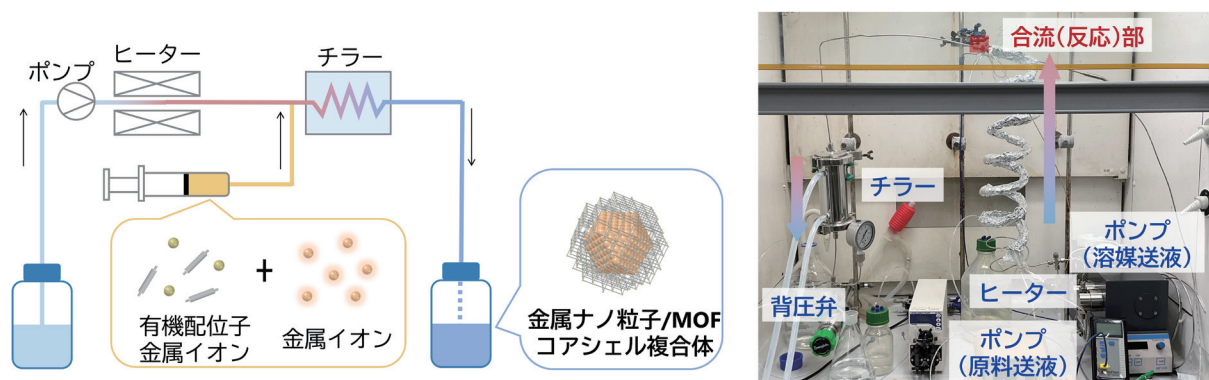 ポンプ
ヒーター
チラー
有機配位子
金属イオン
+
金属イオン
金属ナノ粒子/MOF
コアシェル複合体
合流(反応)部
チラー
ポンプ
(溶媒送液)
背圧弁
ヒーター
ポンプ
(原料送液)